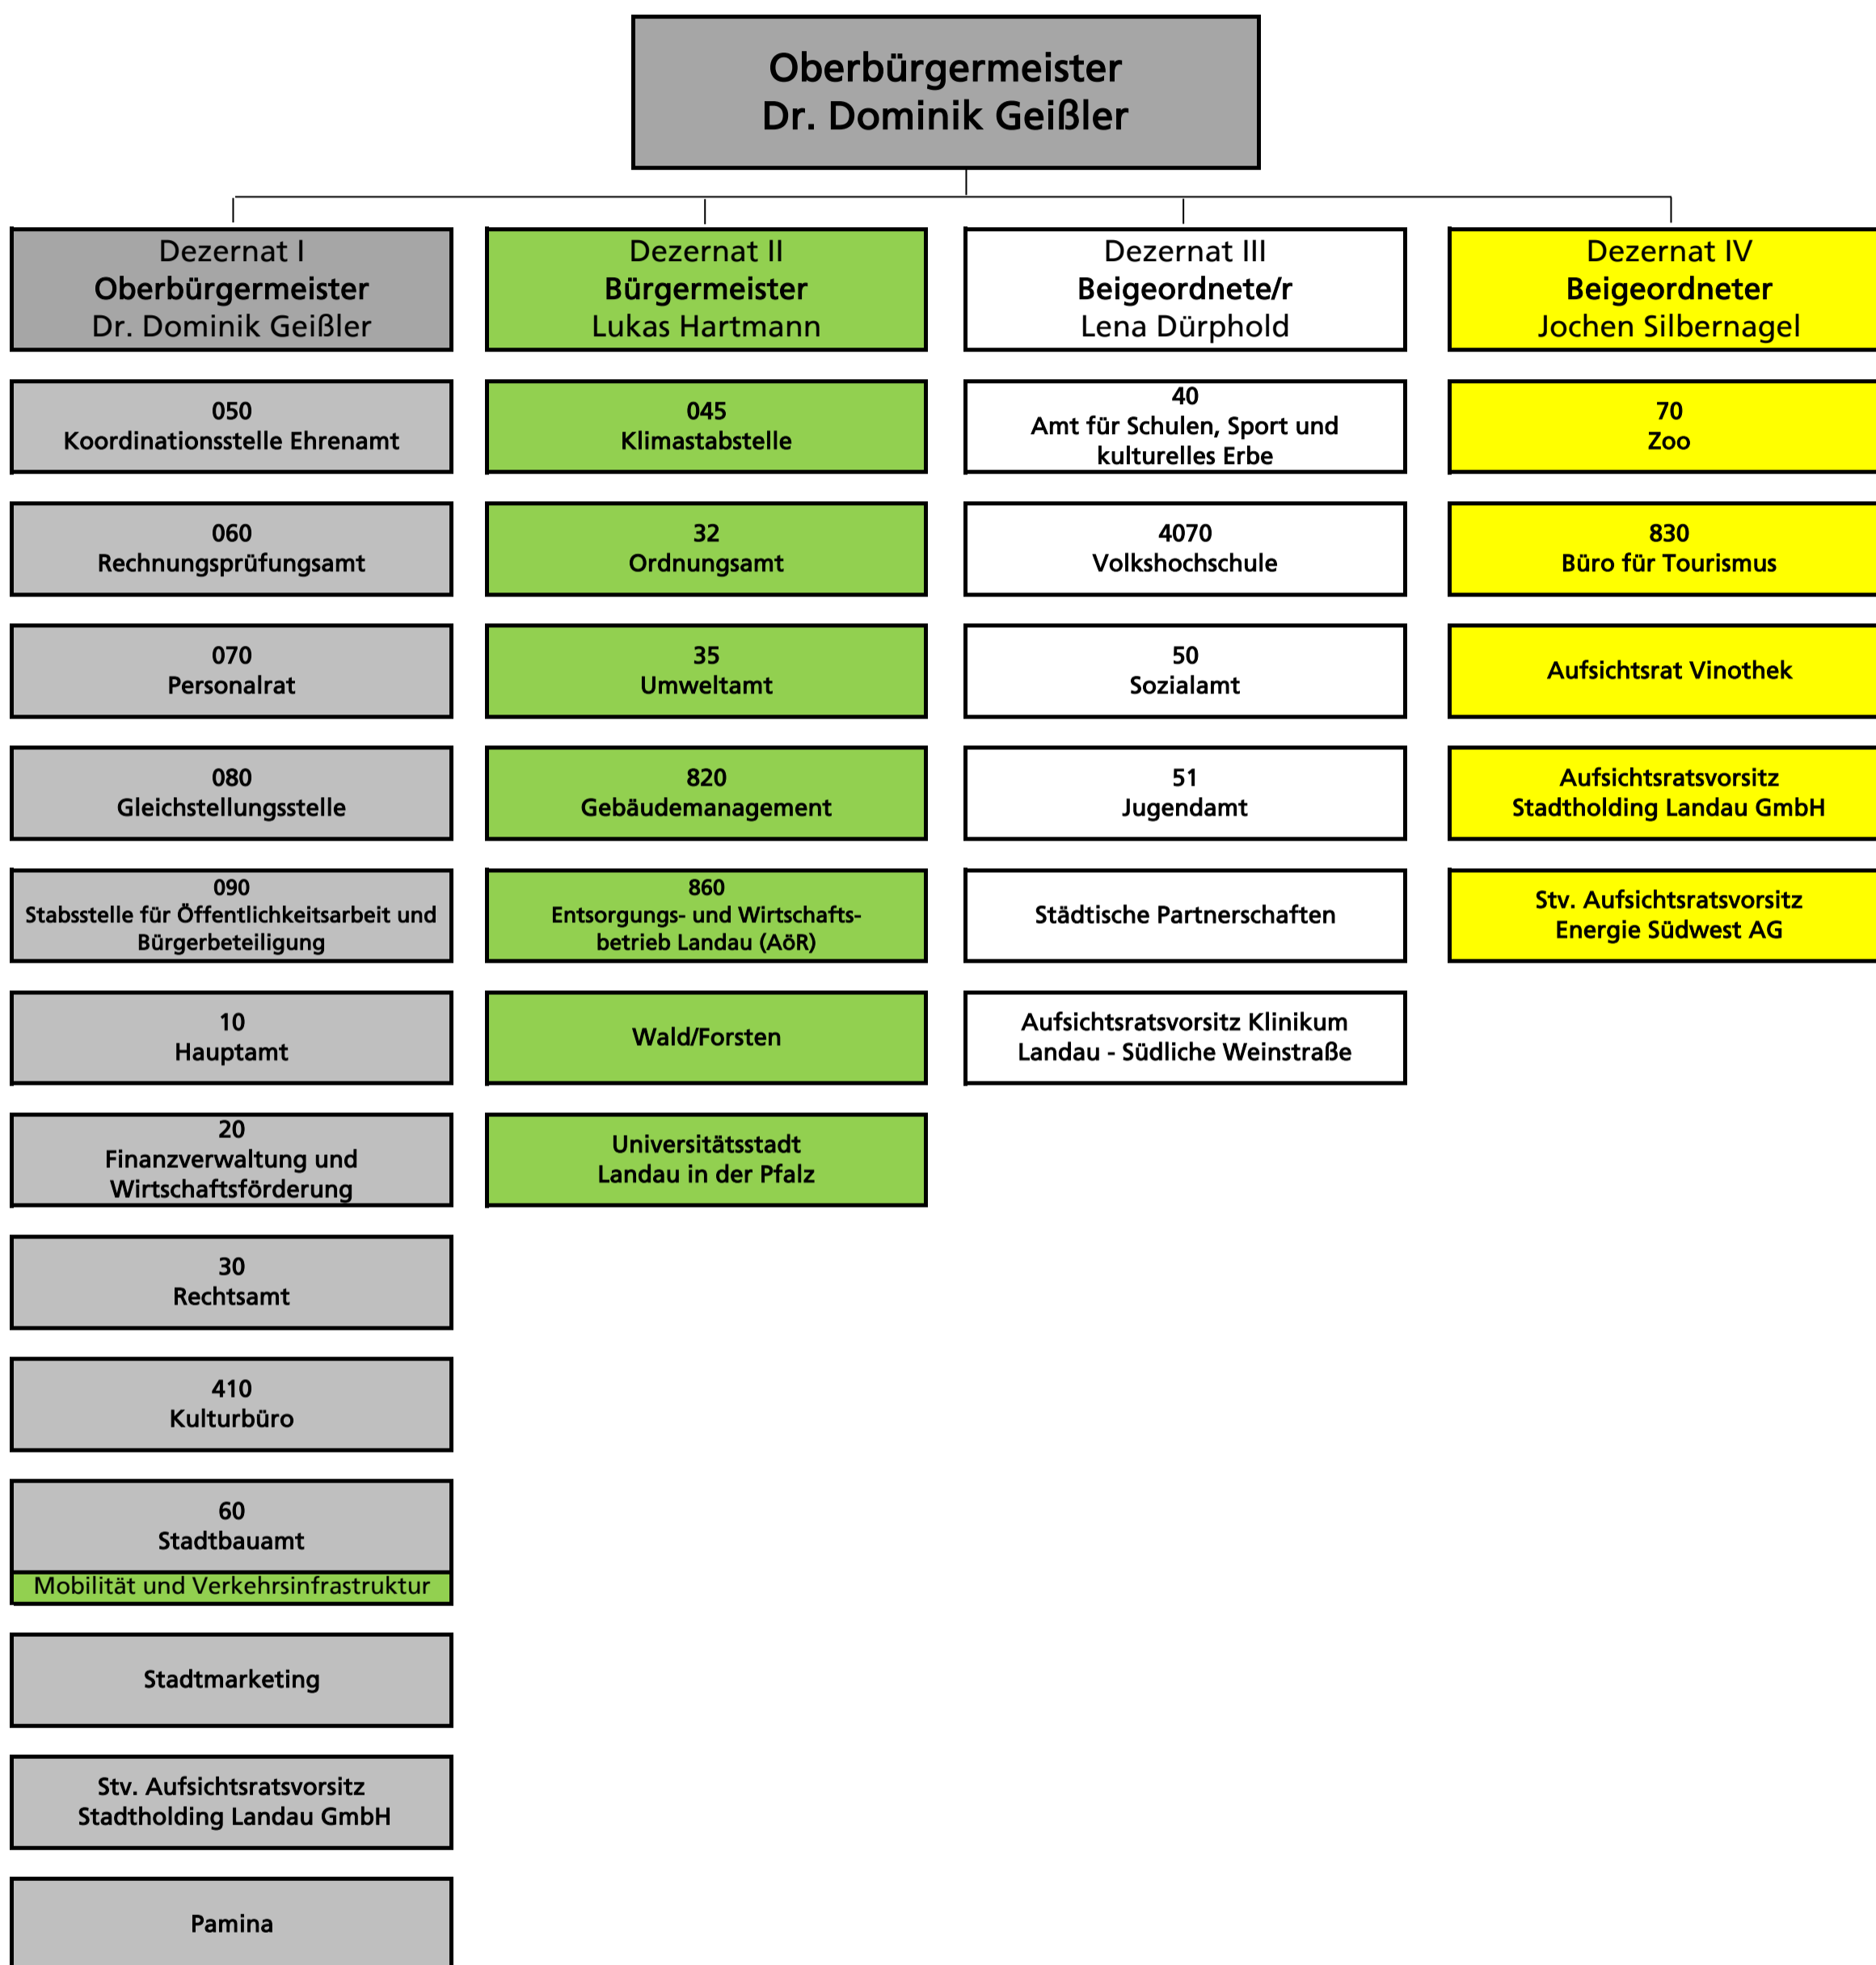 Oberbürgermeister
Dr. Dominik Geißler
Dezernat I
Oberbürgermeister
Dr. Dominik Geißler
050
Koordinationsstelle Ehrenamt
060
Rechnungsprüfungsamt
070
Personalrat
080
Gleichstellungsstelle
090
Stabsstelle für Öffentlichkeitsarbeit und
Bürgerbeteiligung
10
Hauptamt
20
Finanzverwaltung und
Wirtschaftsförderung
30
Rechtsamt
410
Kulturbüro
60
Stadtbauamt
Mobilität und Verkehrsinfrastruktur
Stadtmarketing
Stv. Aufsichtsratsvorsitz
Stadtholding Landau GmbH
Pamina
Dezernat II
Bürgermeister
Lukas Hartmann
045
Klimastabstelle
32
Ordnungsamt
35
Umweltamt
820
Gebäudemanagement
860
Entsorgungs- und Wirtschafts-
betrieb Landau (AöR)
Wald/Forsten
Universitätsstadt
Landau in der Pfalz
Dezernat III
Beigeordnete/r
Lena Dürphold
40
Amt für Schulen, Sport und
kulturelles Erbe
4070
Volkshochschule
50
Sozialamt
51
Jugendamt
Städtische Partnerschaften
Aufsichtsratsvorsitz Klinikum
Landau - Südliche Weinstraße
Dezernat IV
Beigeordneter
Jochen Silbernagel
70
Zoo
830
Büro für Tourismus
Aufsichtsrat Vinothek
Aufsichtsratsvorsitz
Stadtholding Landau GmbH
Stv. Aufsichtsratsvorsitz
Energie Südwest AG